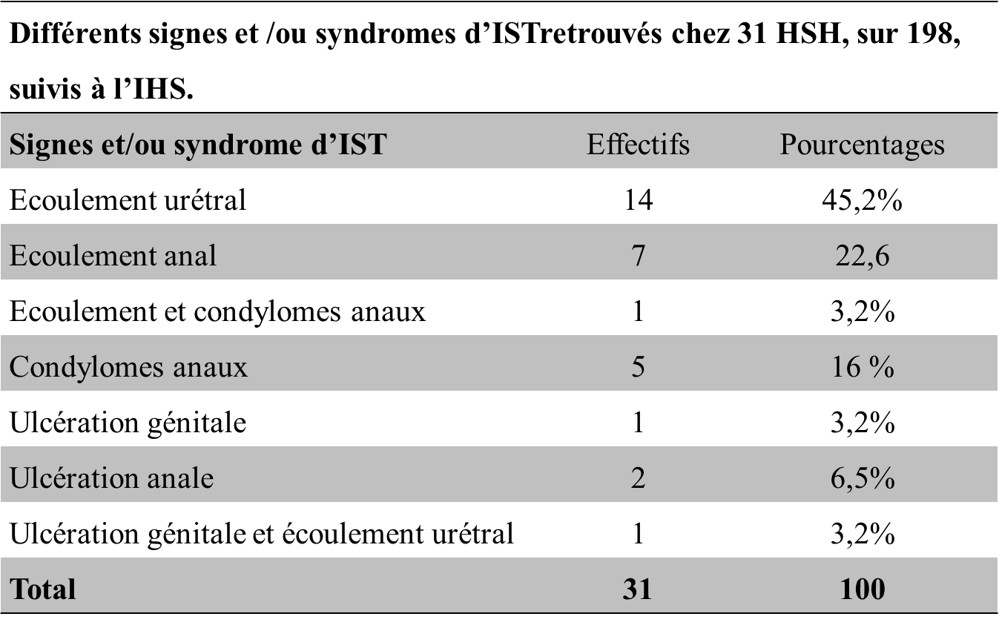 Différents signes et /ou syndromes d’ISTretrouvés chez 31 HSH, sur 198,
suivis à l’IHS.
Signes et/ou syndrome d’IST Effectifs Pourcentages
Ecoulement urétral 14 45,2%
Ecoulement anal 7 22,6
Ecoulement et condylomes anaux 1 3,2%
Condylomes anaux 5 16 %
Ulcération génitale 1 3,2%
Ulcération anale 2 6,5%
Ulcération génitale et écoulement urétral 1 3,2%
Total 31 100